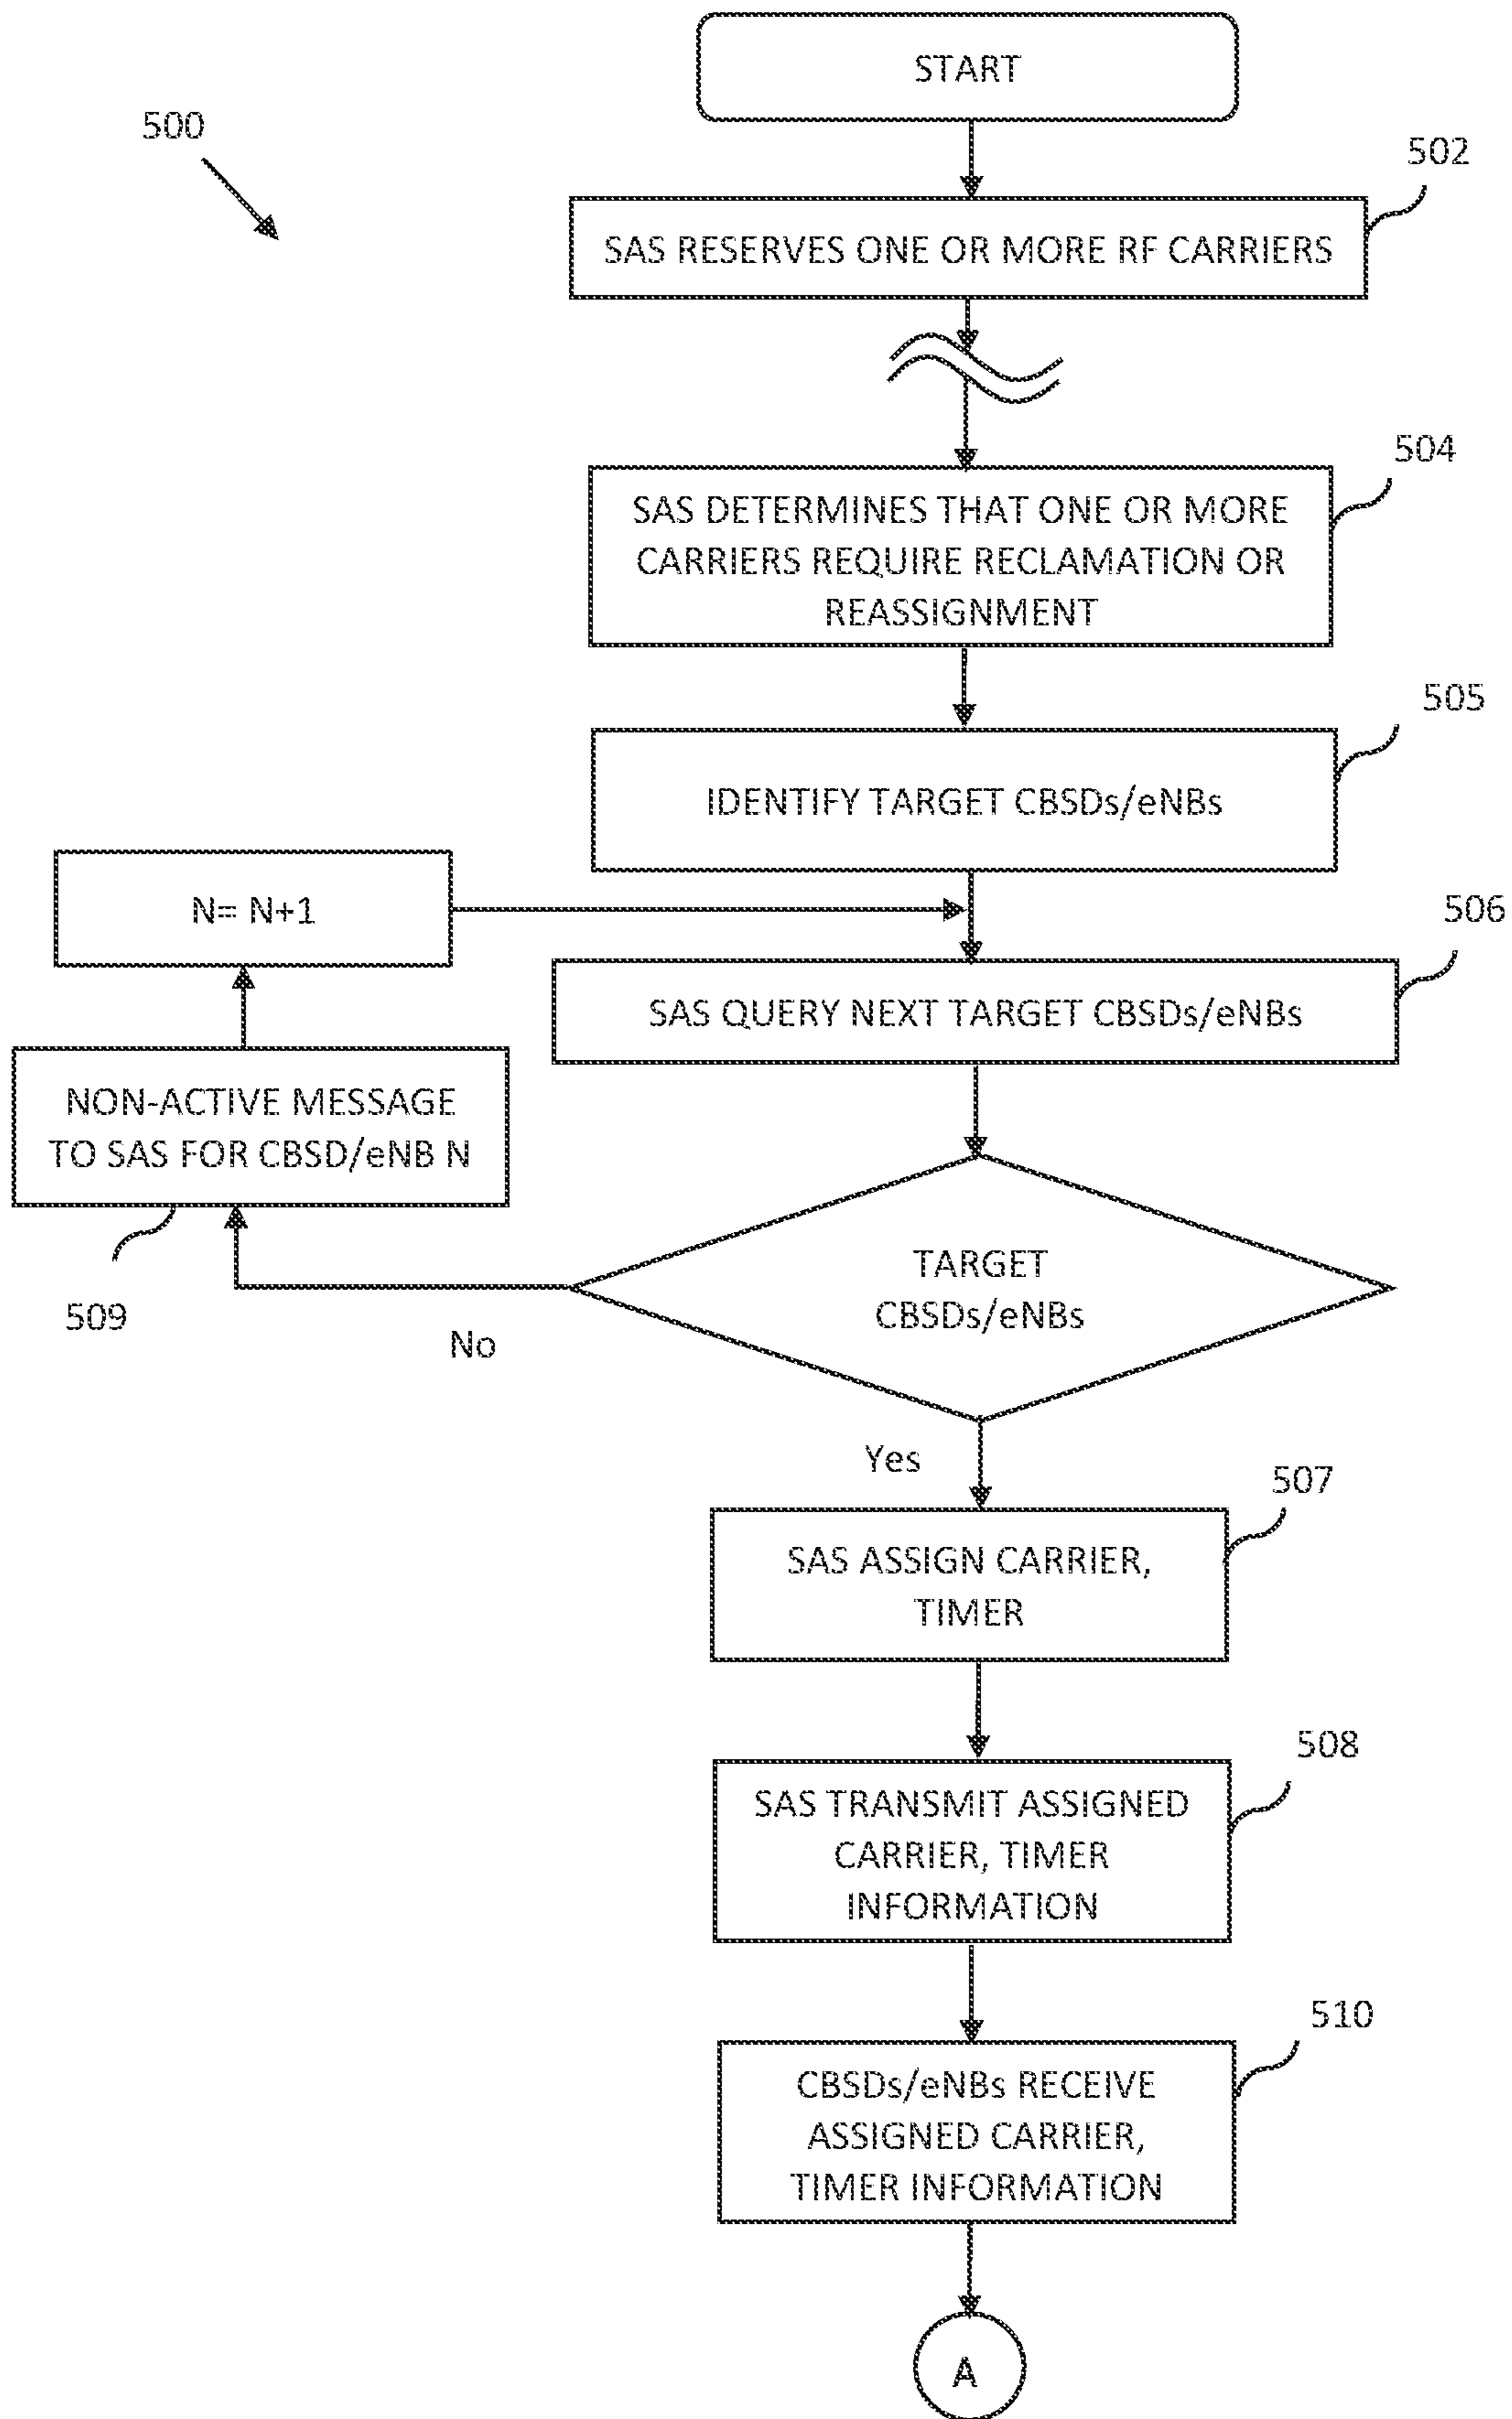 START
500
502
SAS RESERVES ONE OR MORE RF CARRIERS
504
SAS DETERMINES THAT ONE OR MORE
CARRIERS REQUIRE RECLAMATION OR
REASSIGNMENT
505
IDENTIFY TARGET CBSDs/eNBs
N= N+1
506
SAS QUERY NEXT TARGET CBSDs/eNBs
NON-ACTIVE MESSAGE
TO SAS FOR CBSD/eNB N
509
TARGET
CBSDs/eNBs
No
Yes
507
SAS ASSIGN CARRIER,
TIMER
508
SAS TRANSMIT ASSIGNED
CARRIER, TIMER
INFORMATION
510
CBSDs/eNBs RECEIVE
ASSIGNED CARRIER,
TIMER INFORMATION
A